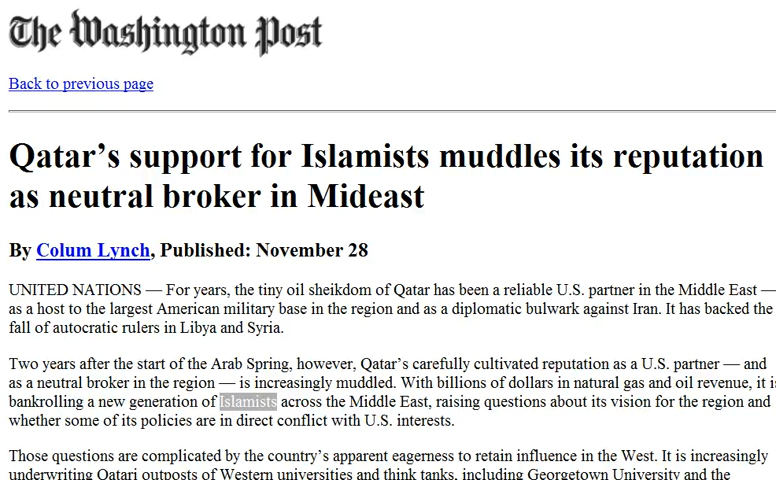 The Washington Post
Back to previous page
Qatar’s support for Islamists muddles its reputation
as neutral broker in Mideast
By Colum Lynch, Published: November 28
UNITED NATIONS — For years, the tiny oil sheikdom of Qatar has been a reliable U.S. partner in the Middle East —
as a host to the largest American military base in the region and as a diplomatic bulwark against Iran. It has backed the
fall of autocratic rulers in Libya and Syria.
Two years after the start of the Arab Spring, however, Qatar’s carefully cultivated reputation as a U.S. partner — and
as a neutral broker in the region — is increasingly muddled. With billions of dollars in natural gas and oil revenue, it is
bankrolling a new generation of Islamists across the Middle East, raising questions about its vision for the region and
whether some of its policies are in direct conflict with U.S. interests.
Those questions are complicated by the country’s apparent eagerness to retain influence in the West. It is increasingly
underwriting Qatari outposts of Western universities and think tanks, including Georgetown University and the